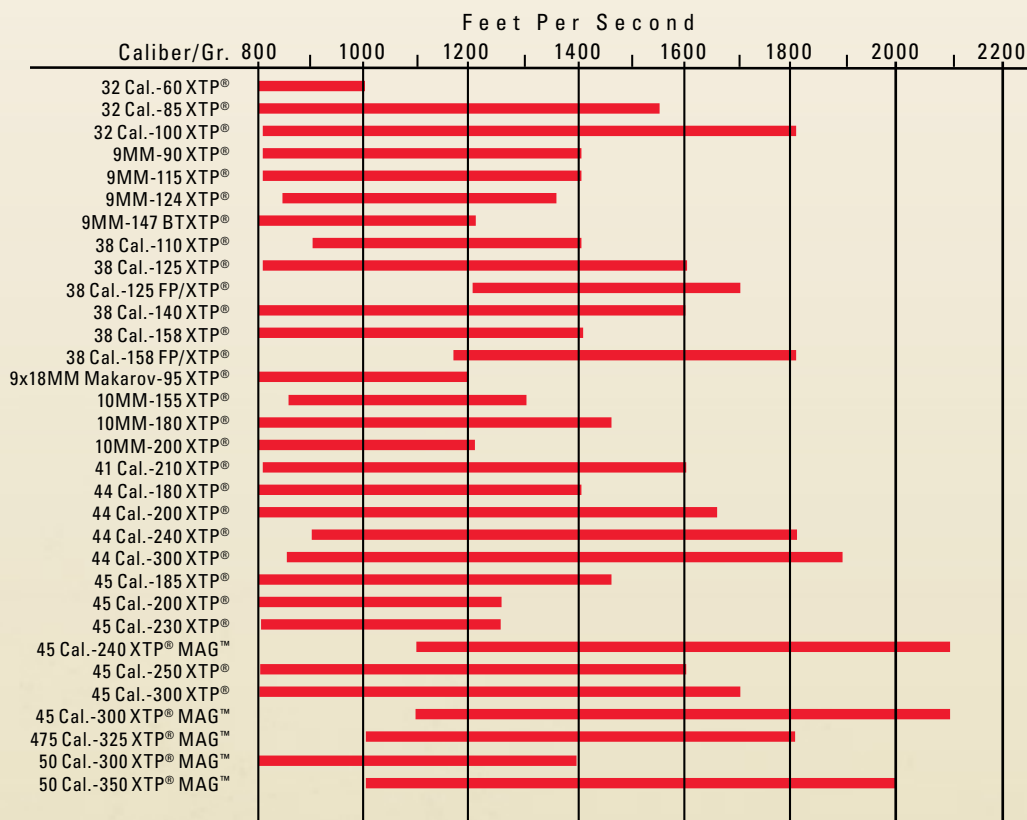 Feet Per Second
Caliber/Gr. 800 1000 1200 1400 1600 1800 2000 2200
32 Cal.-60 XTP®
32 Cal.-85 XTP®
32 Cal.-100 XTP®
9MM-90 XTP®
9MM-115 XTP®
9MM-124 XTP®
9MM-147 BTXTP®
38 Cal.-110 XTP®
38 Cal.-125 XTP®
38 Cal.-125 FP/XTP®
38 Cal.-140 XTP®
38 Cal.-158 XTP®
38 Cal.-158 FP/XTP®
9x18MM Makarov-95 XTP®
10MM-155 XTP®
10MM-180 XTP®
10MM-200 XTP®
41 Cal.-210 XTP®
44 Cal.-180 XTP®
44 Cal.-200 XTP®
44 Cal.-240 XTP®
44 Cal.-300 XTP®
45 Cal.-185 XTP®
45 Cal.-200 XTP®
45 Cal.-230 XTP®
45 Cal.-240 XTP® MAG™
45 Cal.-250 XTP®
45 Cal.-300 XTP®
45 Cal.-300 XTP® MAG™
475 Cal.-325 XTP® MAG™
50 Cal.-300 XTP® MAG™
50 Cal.-350 XTP® MAG™